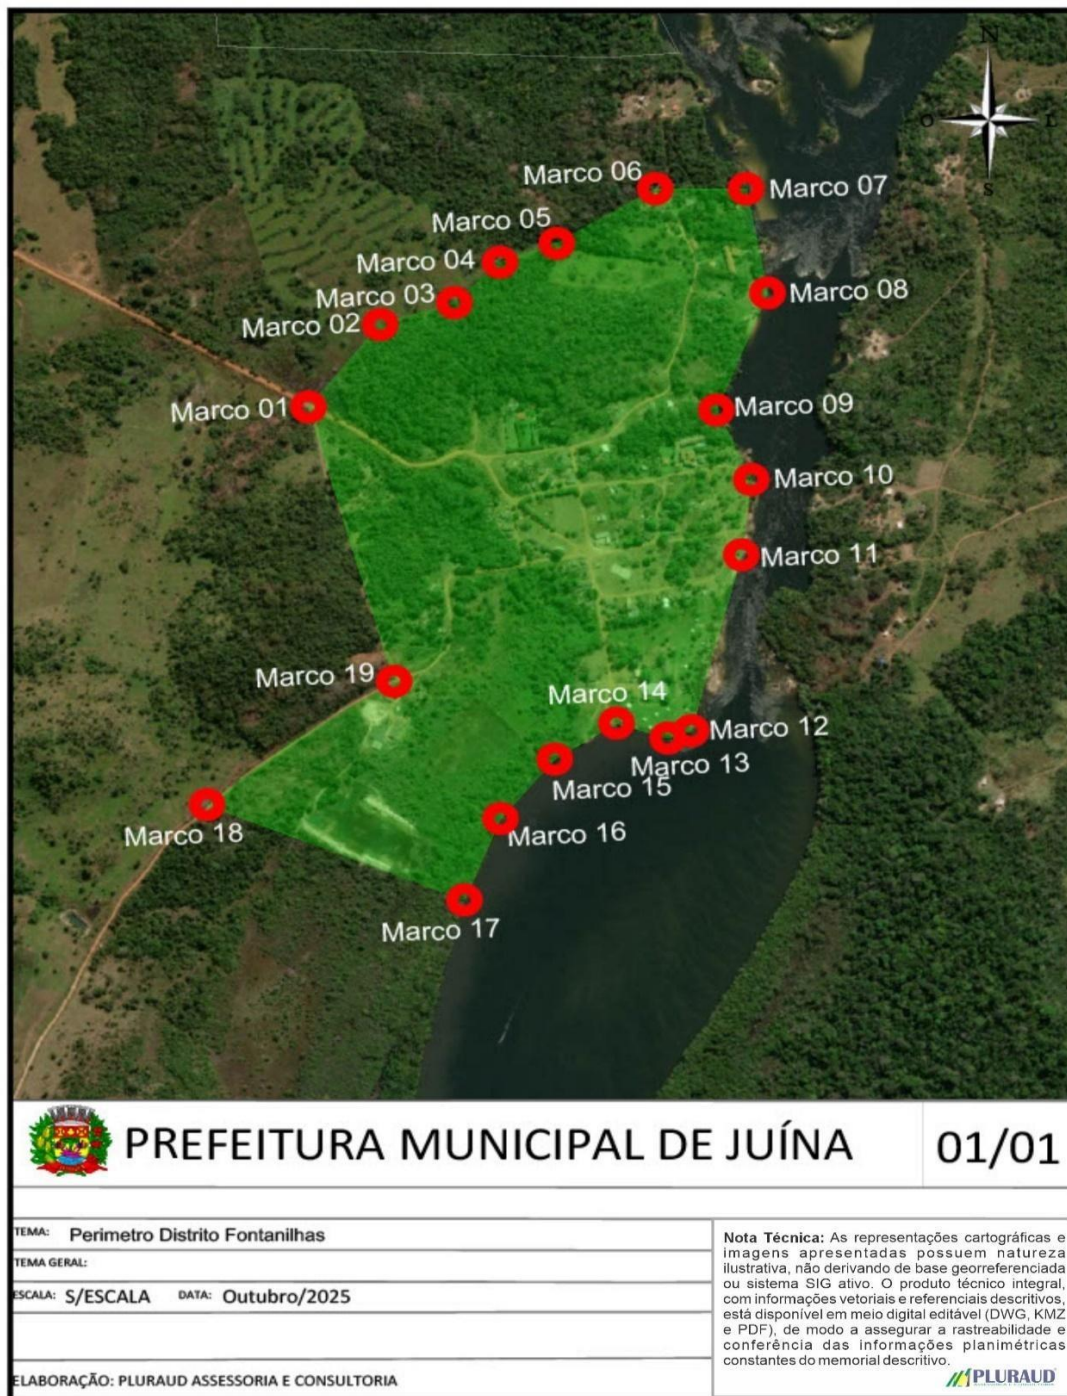 N
O
L
S
Marco 06
Marco 07
Marco 05
Marco 04
Marco 08
Marco 03
Marco 02
Marco 01
Marco 09
Marco 10
Marco 11
Marco 19
Marco 14
Marco 12
Marco 13
Marco 15
Marco 18
Marco 16
Marco 17
PREFEITURA MUNICIPAL DE JUÍNA
01/01
TEMA: Perimetro Distrito Fontanilhas
TEMA GERAL:
ESCALA: S/ESCALA DATA: Outubro/2025
ELABORAÇÃO: PLURAUD ASSESSORIA E CONSULTORIA
Nota Técnica: As representações cartográficas e
imagens apresentadas possuem natureza
ilustrativa, não derivando de base georreferenciada
ou sistema SIG ativo. O produto técnico integral,
com informações vetoriais e referenciais descritivos,
está disponível em meio digital editável (DWG, KMZ
e PDF), de modo a assegurar a rastreabilidade e
conferência das informações planimétricas
constantes do memorial descritivo.
PLURAUD